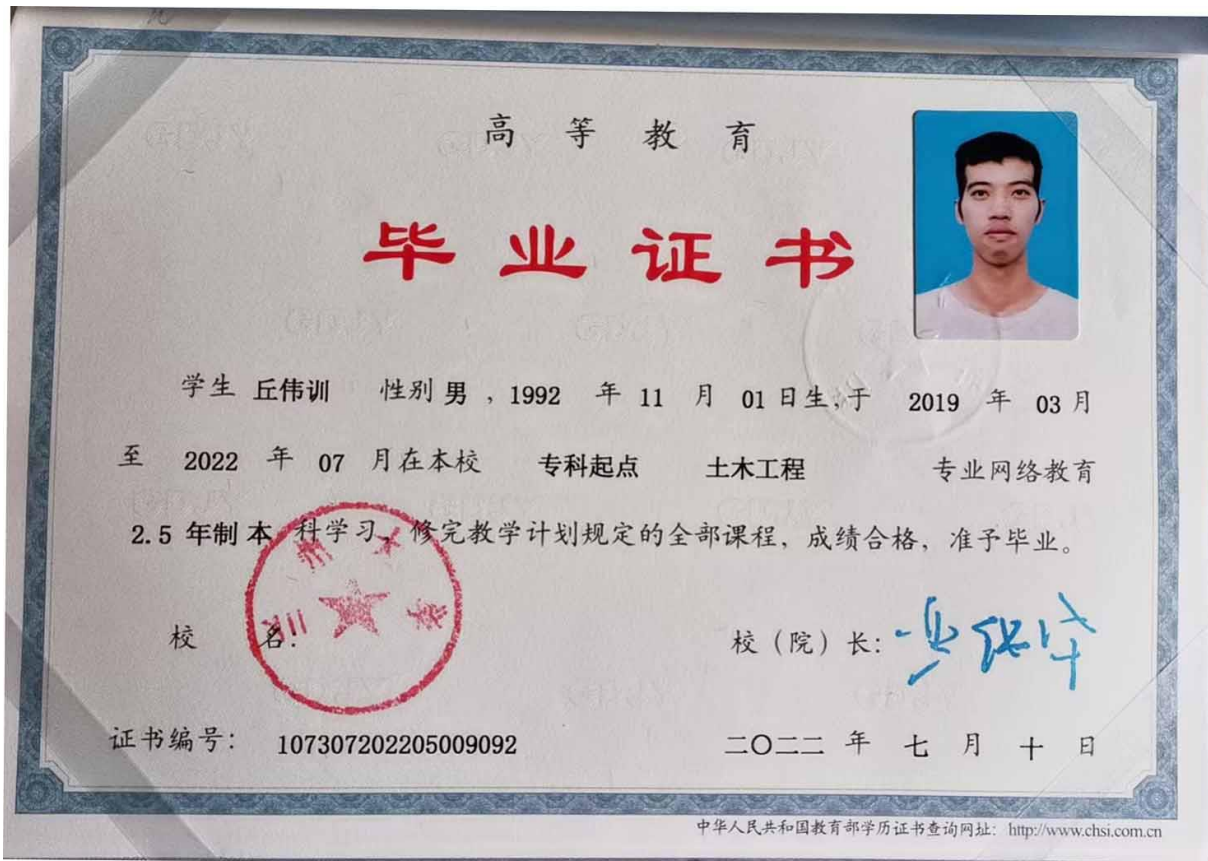 高等教育
毕业证书
学生 丘伟训 性别 男 , 1992 年 11 月 01 日生,于 2019 年 03 月
至 2022 年 07 月在本校 专科起点 土木工程 专业网络教育
2.5 年制 本 科学习，修完教学计划规定的全部课程，成绩合格，准予毕业。
校 名:
校（院）长:
证书编号: 107307202205009092
二〇二二 年 七 月 十 日
中华人民共和国教育部学历证书查询网址: http://www.chsi.com.cn